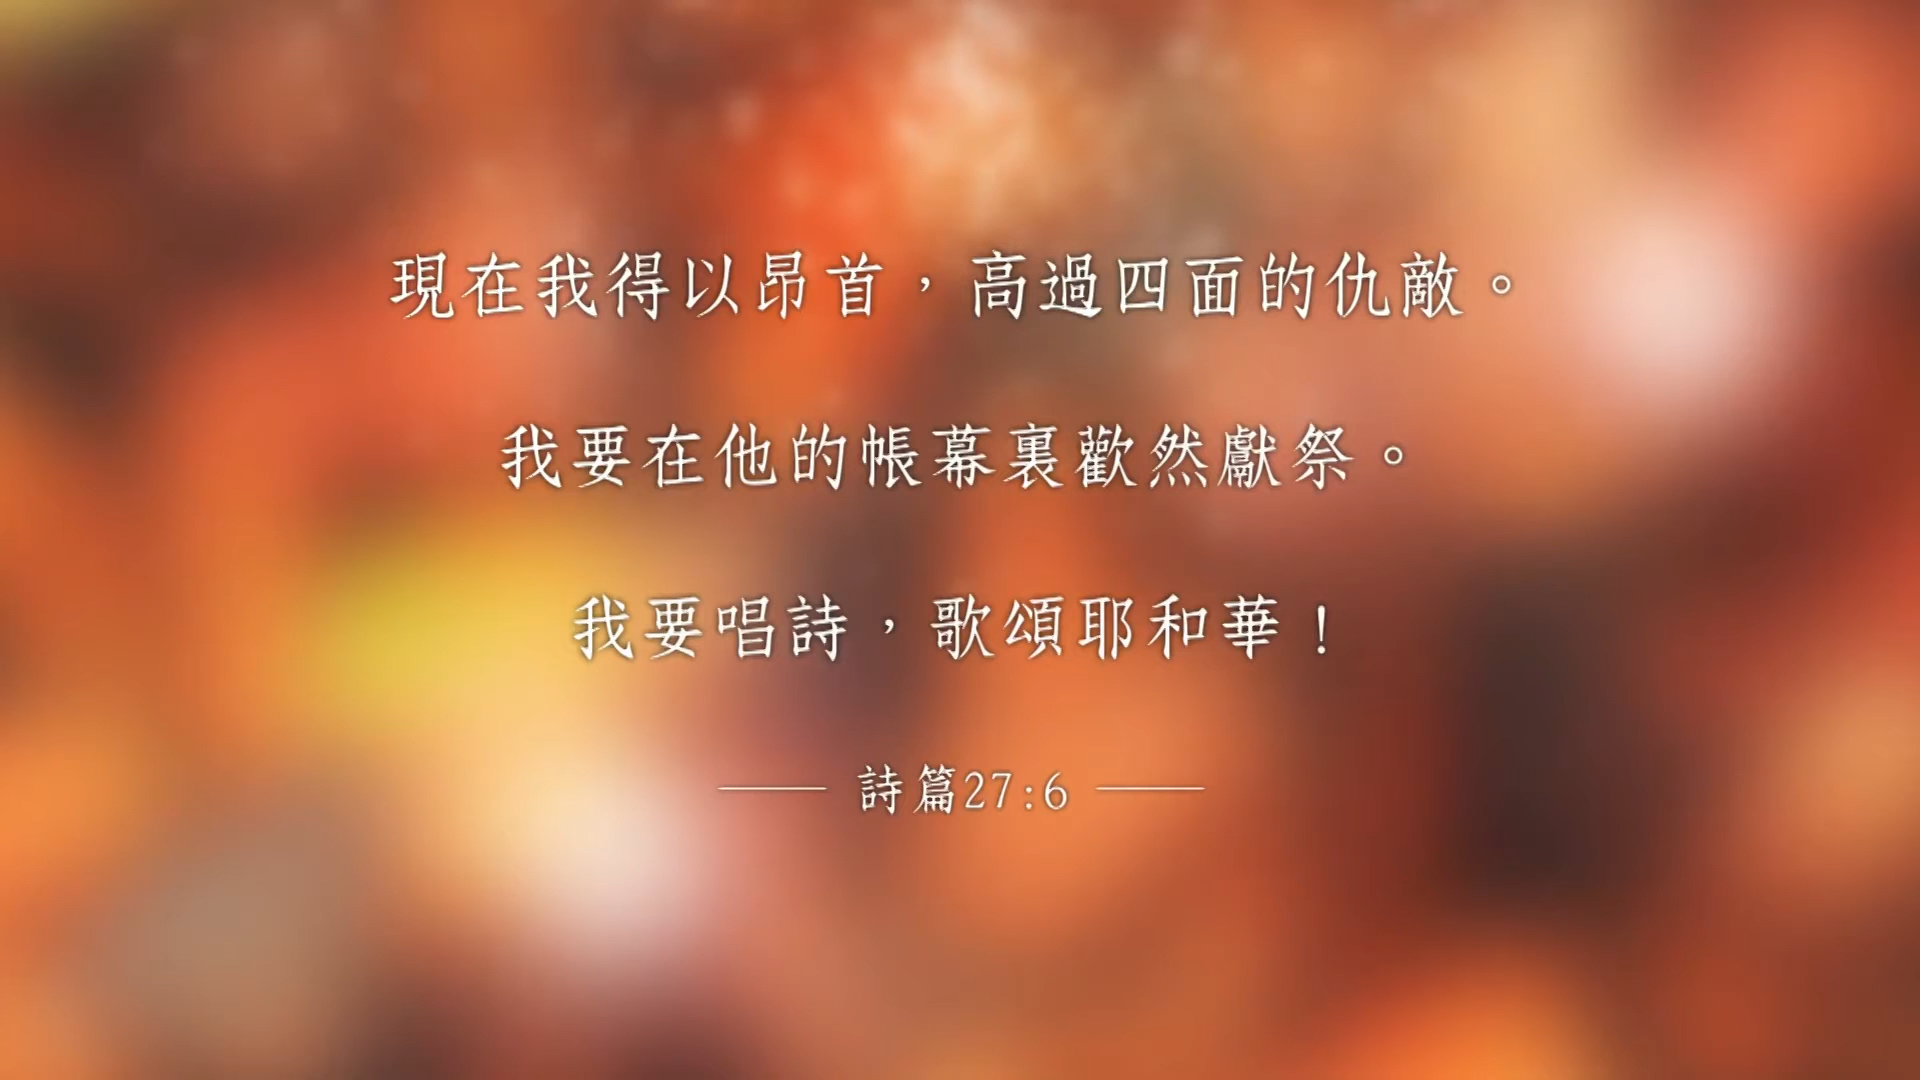 現在我得以昂首，高過四面的仇敵。
我要在他的帳幕裏歡然獻祭。
我要唱詩，歌頌耶和華！
詩篇27:6